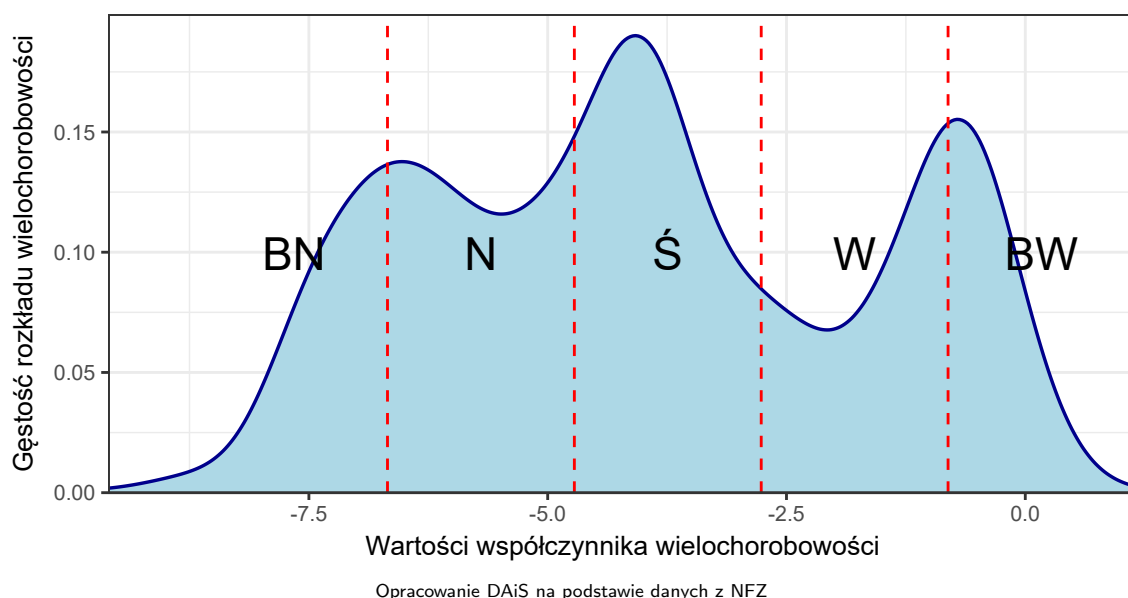 Gęstość rozkładu wielochorobowości
0.15
0.10
0.05
0.00
BN
N
Ś
W
BW
-7.5
-5.0
-2.5
0.0
Wartości współczynnika wielochorobowości
Opracowanie DAiS na podstawie danych z NFZ